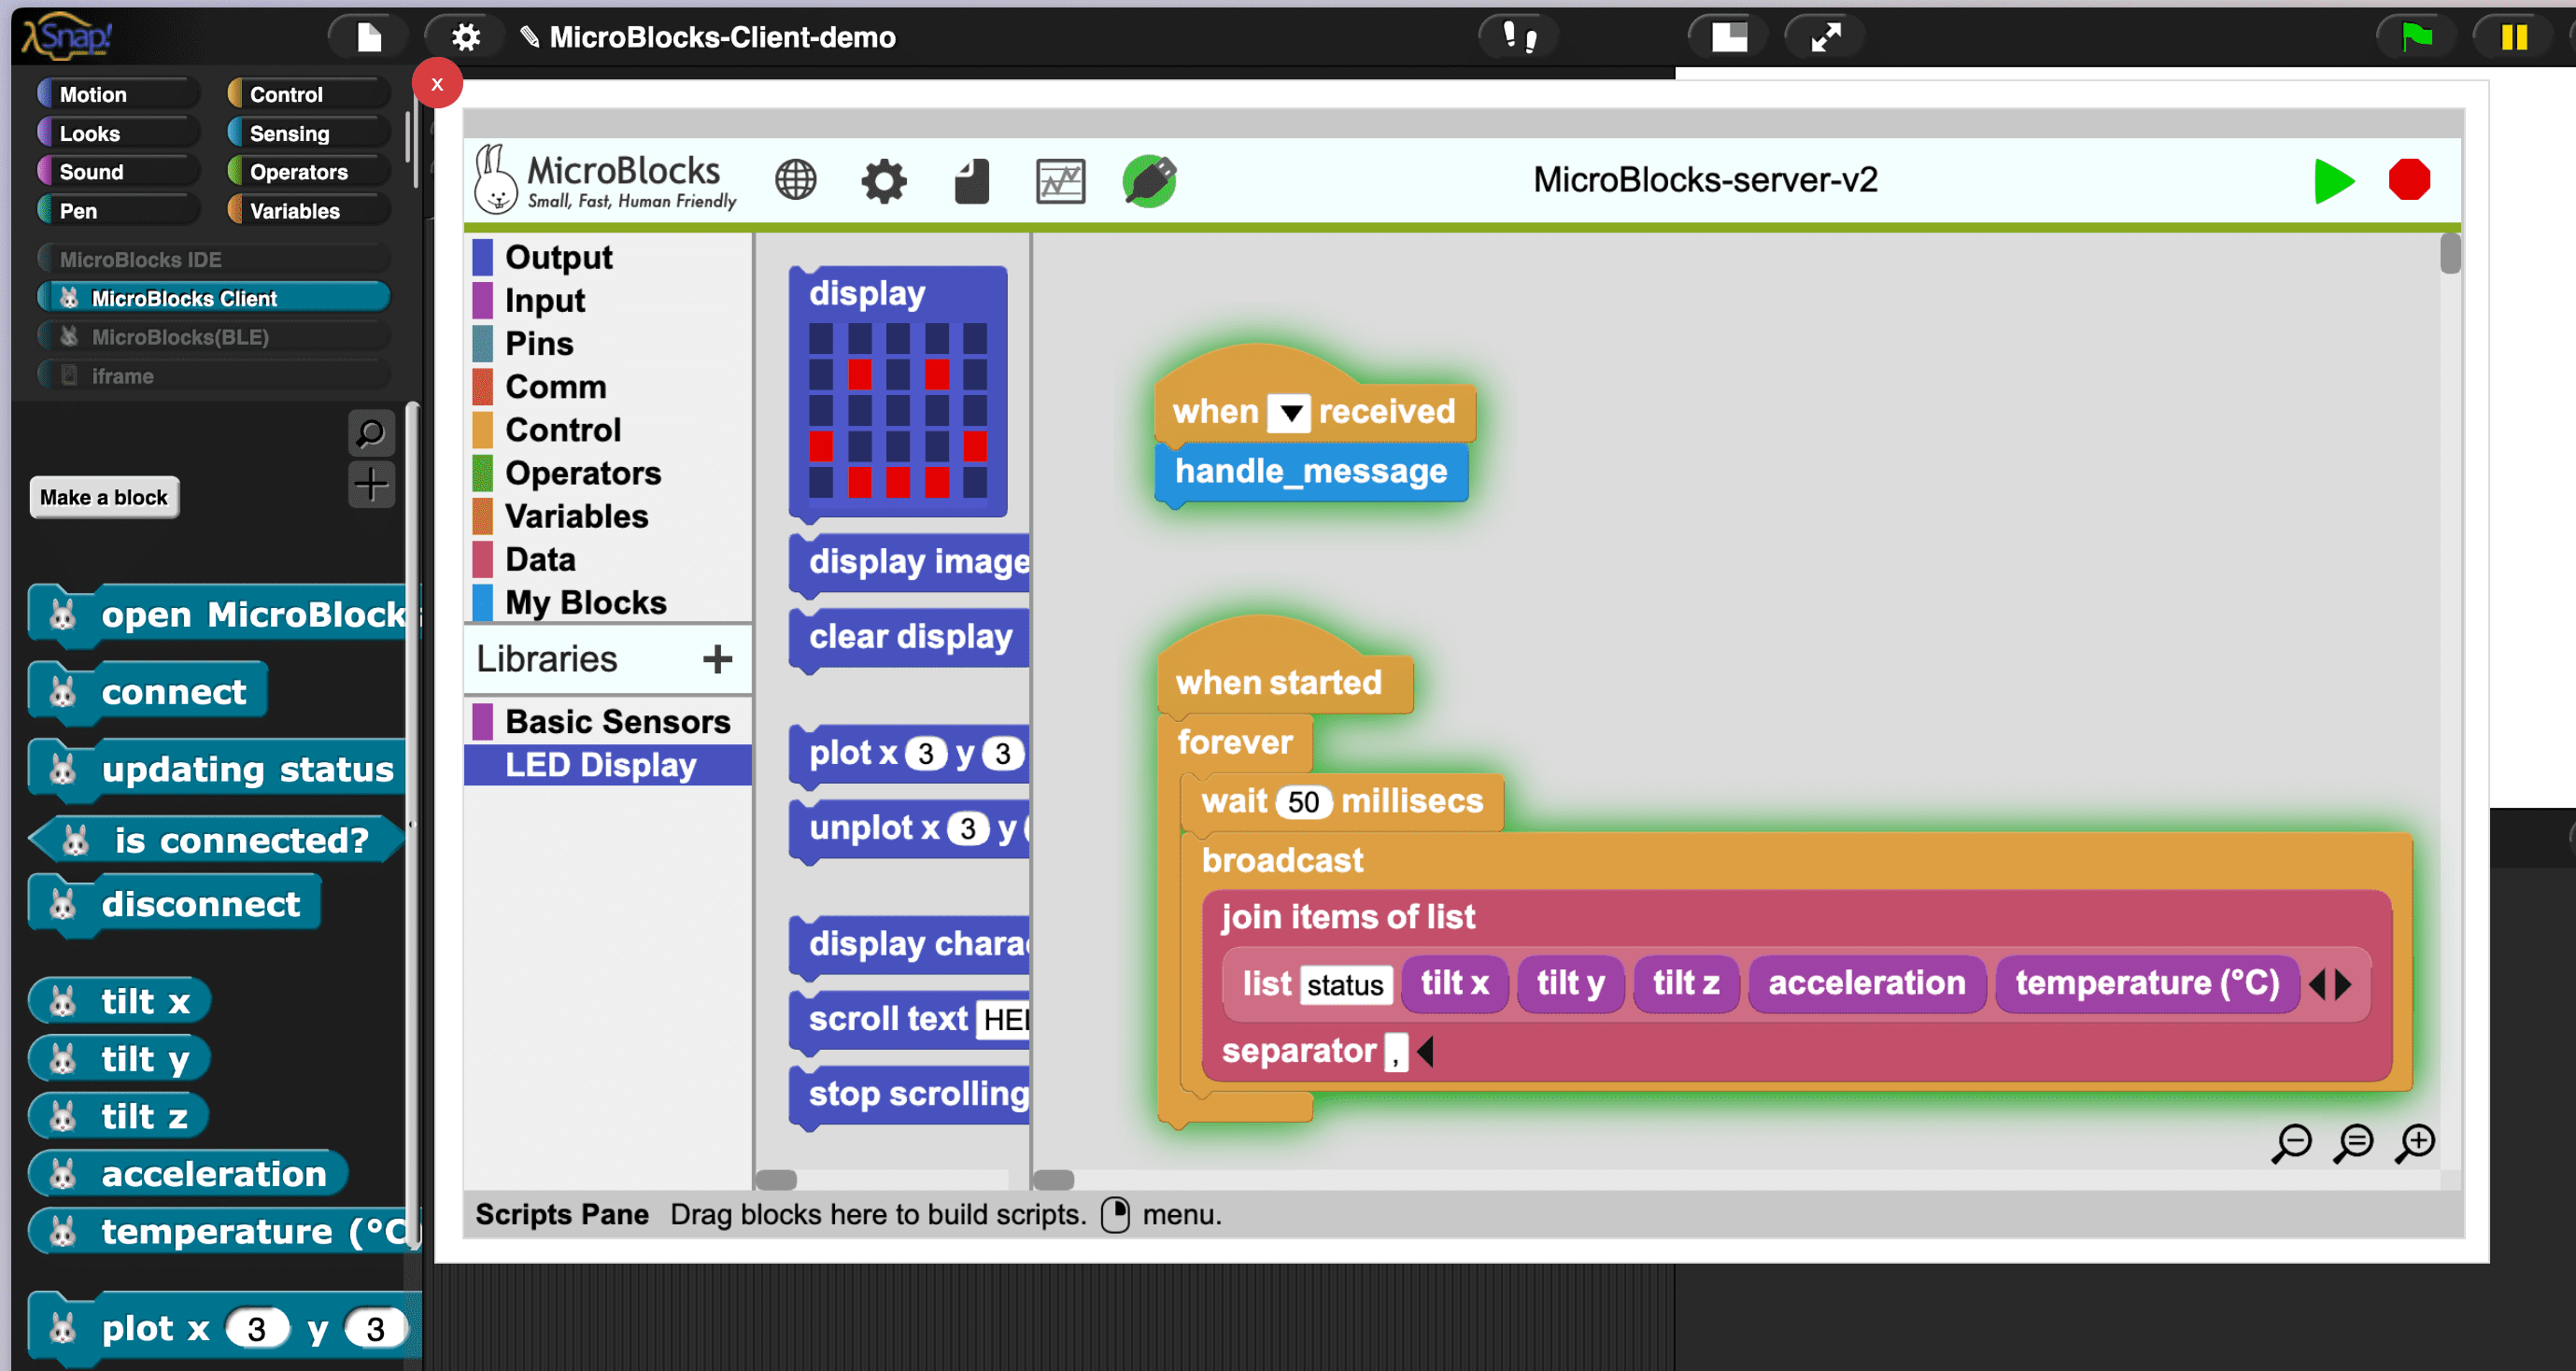 λSnap!
MicroBlocks-Client-demo
Motion
Control
Looks
Sensing
Sound
Operators
Pen
Variables
MicroBlocks IDE
MicroBlocks Client
MicroBlocks(BLE)
iframe
Make a block
open MicroBlock
connect
updating status
is connected?
disconnect
tilt x
tilt y
tilt z
acceleration
temperature (°C)
plot x 3 y 3
x
MicroBlocks
Small, Fast, Human Friendly
MicroBlocks-server-v2
Output
Input
Pins
Comm
Control
Operators
Variables
Data
My Blocks
Libraries +
Basic Sensors
LED Display
display
display image
clear display
plot x 3 y 3
unplot x 3 y
display charac
scroll text HEL
stop scrolling
when received
handle_message
when started
forever
wait 50 millisecs
broadcast
join items of list
list status tilt x tilt y tilt z acceleration temperature (°C)
separator ,
Scripts Pane Drag blocks here to build scripts. menu.